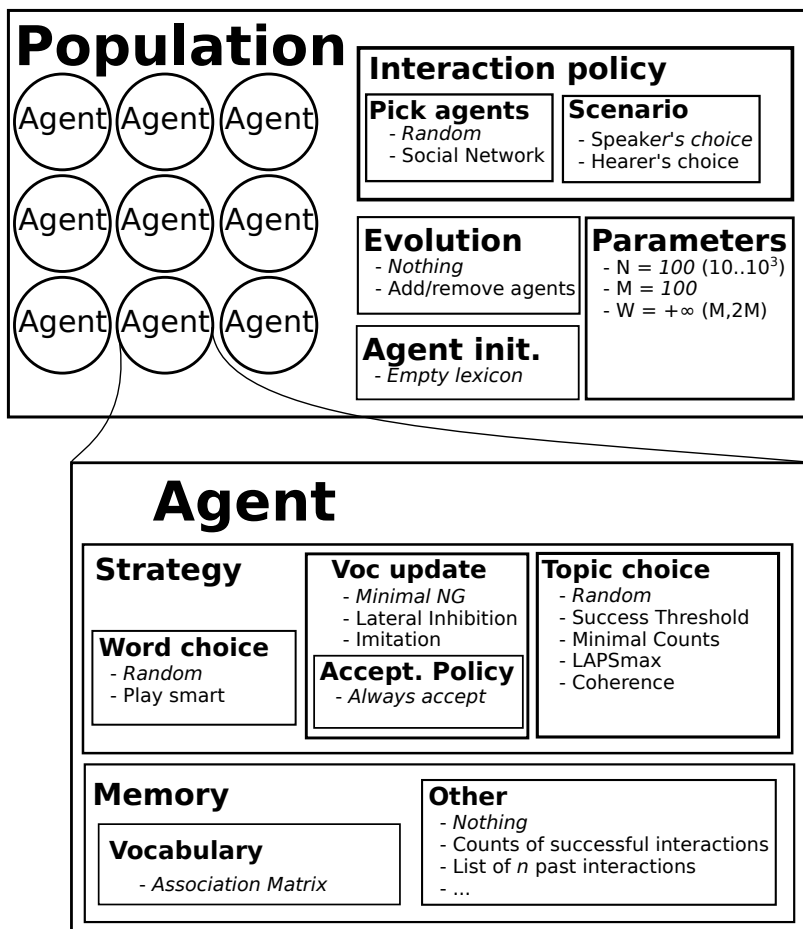 Population
Agent Agent Agent
Agent Agent Agent
Agent Agent Agent
Interaction policy
Pick agents
- Random
- Social Network
Scenario
- Speaker's choice
- Hearer's choice
Evolution
- Nothing
- Add/remove agents
Parameters
- N = 100 (10..10³)
- M = 100
- W = +∞ (M,2M)
Agent init.
- Empty lexicon
Agent
Strategy
Word choice
- Random
- Play smart
Voc update
- Minimal NG
- Lateral Inhibition
- Imitation
Accept. Policy
- Always accept
Topic choice
- Random
- Success Threshold
- Minimal Counts
- LAPSmax
- Coherence
Memory
Vocabulary
- Association Matrix
Other
- Nothing
- Counts of successful interactions
- List of n past interactions
- ...